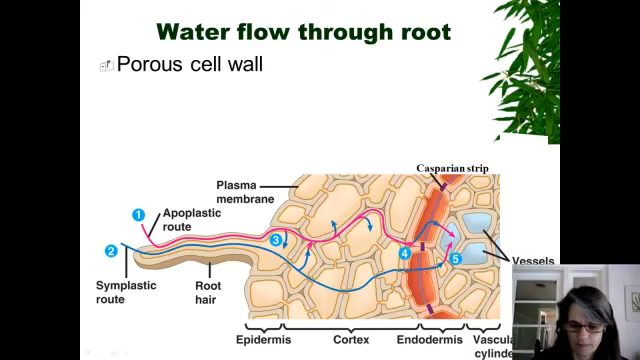 Water flow through root
Porous cell wall
Casparian strip
Plasma
membrane
1
Apoplastic
route
2
3
4
5
Symplastic
route
Root
hair
Vessels
Epidermis
Cortex
Endodermis